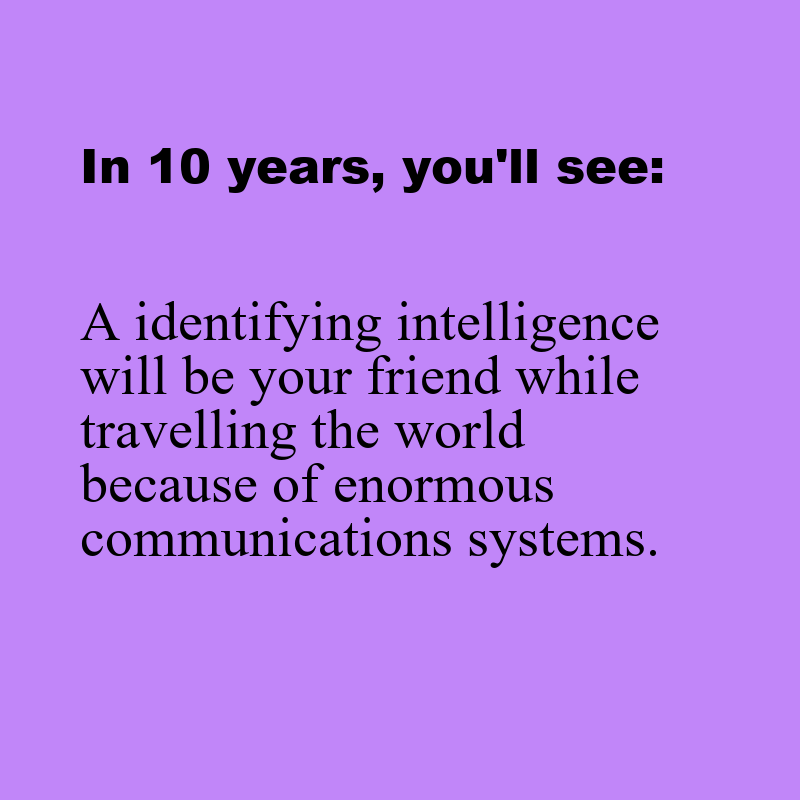 In 10 years, you'll see:
A identifying intelligence
will be your friend while
travelling the world
because of enormous
communications systems.